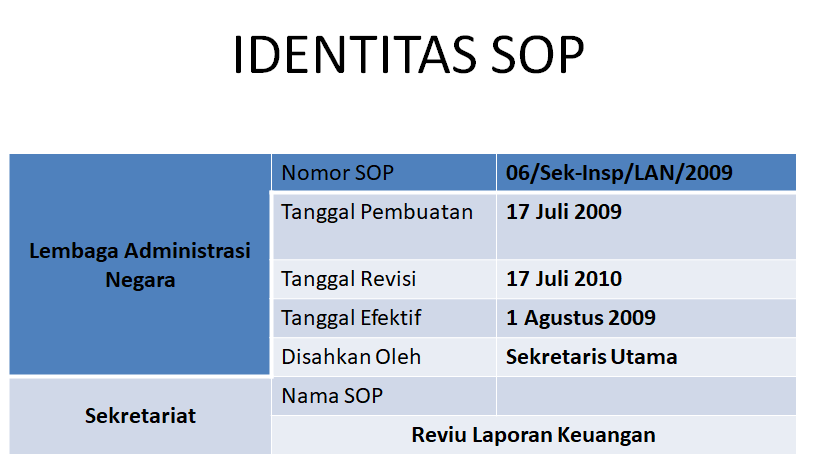 IDENTITAS SOP
Lembaga Administrasi
Negara
Nomor SOP
06/Sek-Insp/LAN/2009
Tanggal Pembuatan
17 Juli 2009
Tanggal Revisi
17 Juli 2010
Tanggal Efektif
1 Agustus 2009
Disahkan Oleh
Sekretaris Utama
Sekretariat
Nama SOP
Reviu Laporan Keuangan